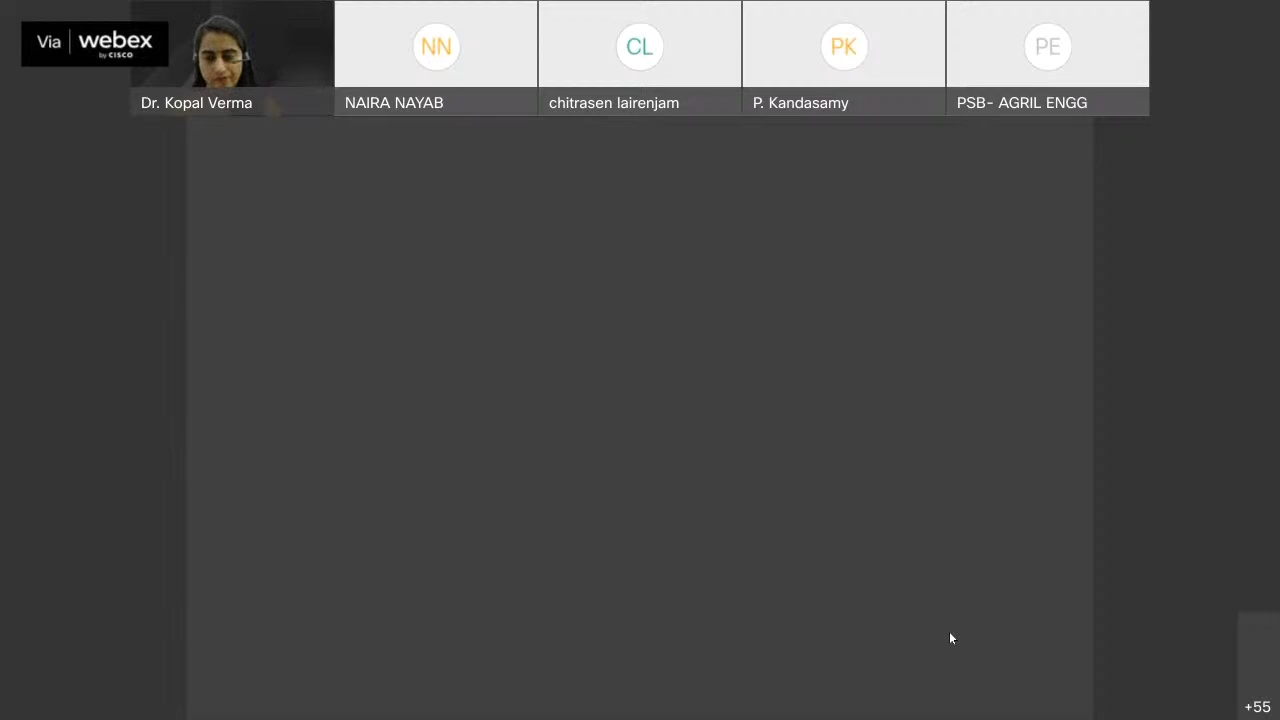 Via webex
by CISCO
NN
CL
PK
PE
Dr. Kopal Verma
NAIRA NAYAB
chitrasen lairenjam
P. Kandasamy
PSB- AGRIL ENGG
+55